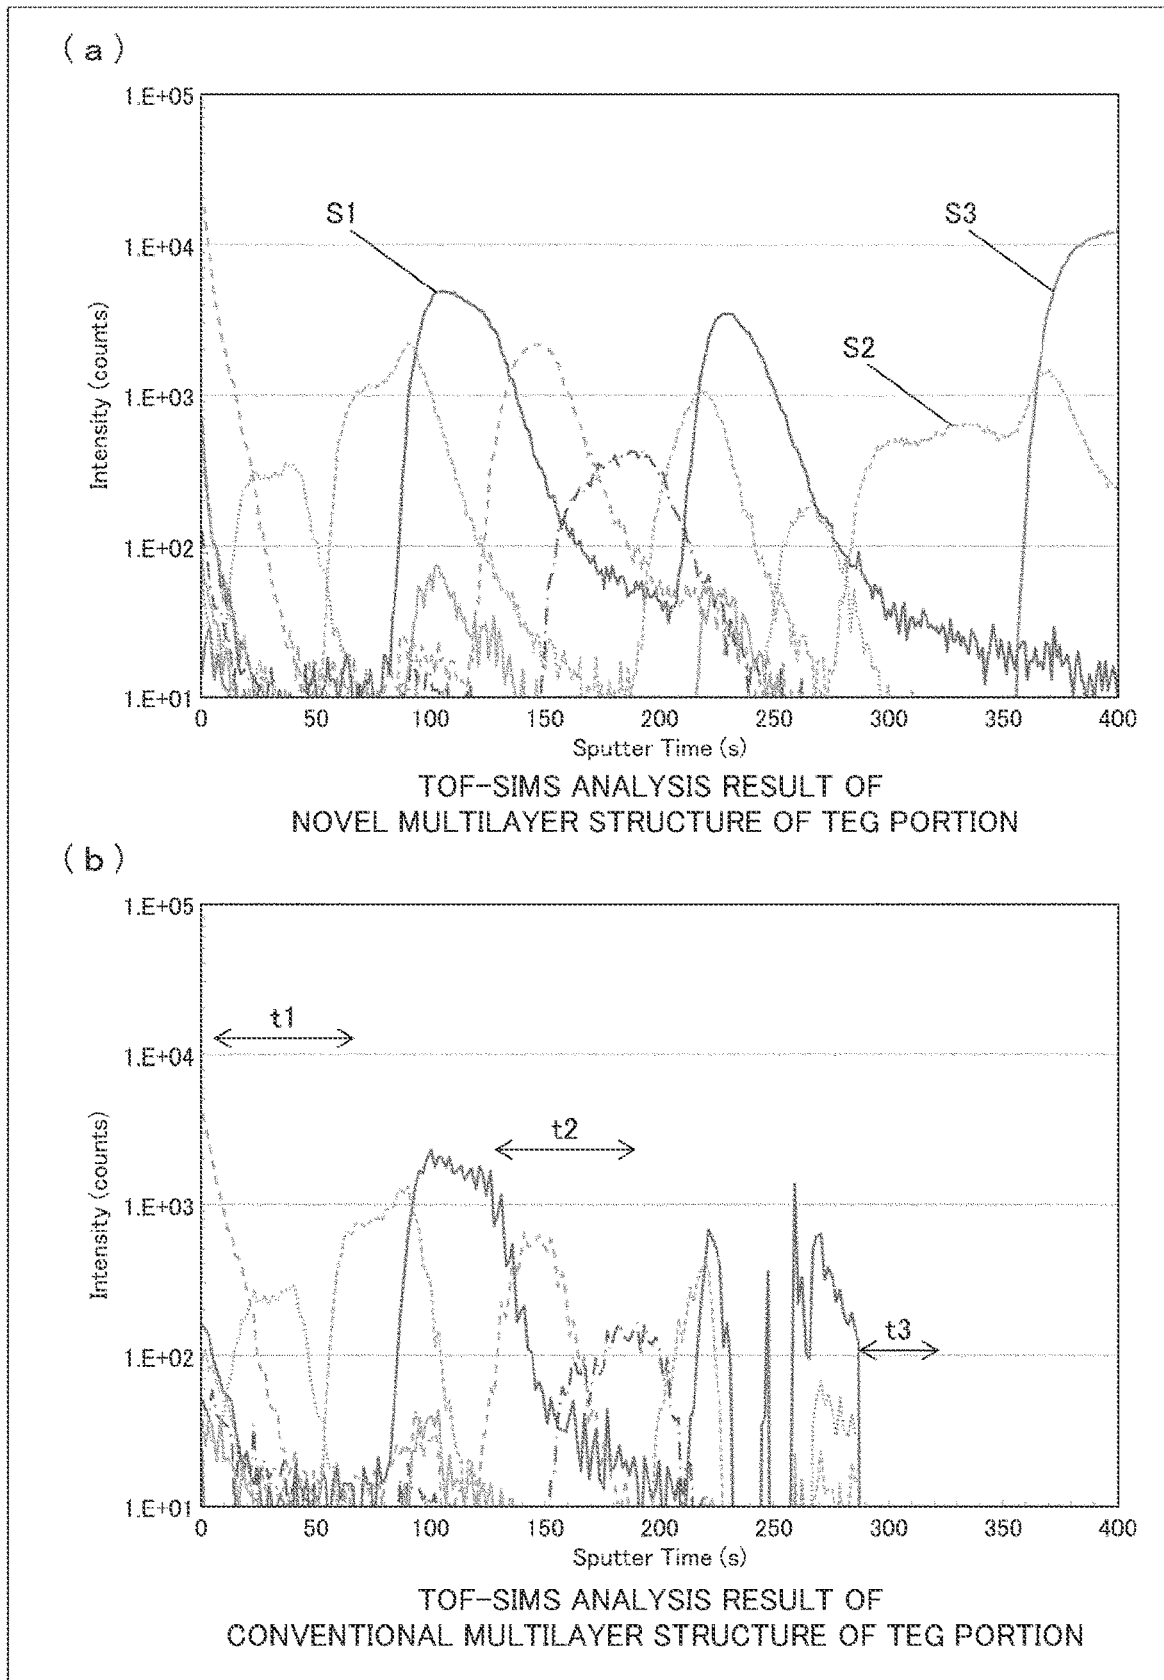 (a)
1.E+05
1.E+04
1.E+03
1.E+02
1.E+01
Intensity (counts)
S1
S3
S2
0 50 100 150 200 250 300 350 400
Sputter Time (s)
TOF-SIMS ANALYSIS RESULT OF
NOVEL MULTILAYER STRUCTURE OF TEG PORTION
(b)
1.E+05
1.E+04
1.E+03
1.E+02
1.E+01
Intensity (counts)
t1
t2
t3
0 50 100 150 200 250 300 350 400
Sputter Time (s)
TOF-SIMS ANALYSIS RESULT OF
CONVENTIONAL MULTILAYER STRUCTURE OF TEG PORTION